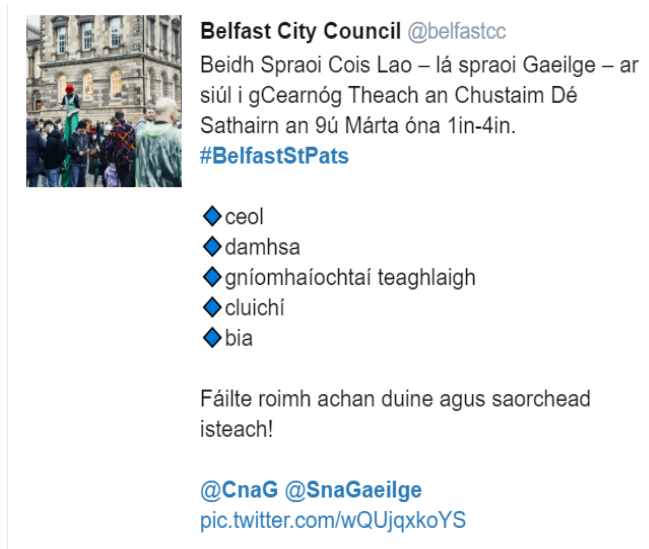 Belfast City Council @belfastcc
Beidh Spraoi Cois Lao – lá spraoi Gaeilge – ar
siúl i gCearnóg Theach an Chustaim Dé
Sathairn an 9ú Márta óna 1in-4in.
#BelfastStPats
ceol
damhsa
gníomhaíochtaí teaghlaigh
cluichí
bia
Fáilte roimh achan duine agus saorchead
isteach!
@CnaG @SnaGaeilge
pic.twitter.com/wQUjqxkoYS